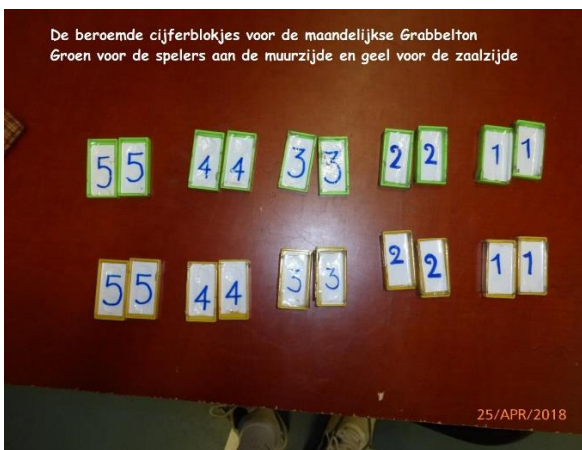 De beroemde cijferblokjes voor de maandelijkse Grabbelton
Groen voor de spelers aan de muurzijde en geel voor de zaalzijde
5 5 4 4 3 3 2 2 1 1
5 5 4 4 3 3 2 2 1 1
25/APR/2018